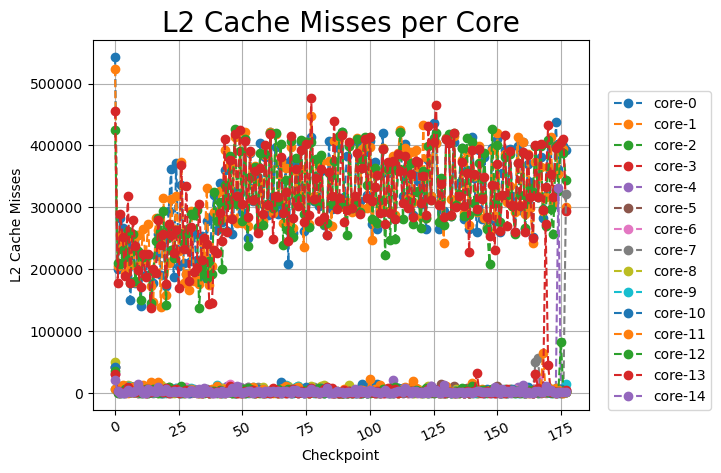 L2 Cache Misses per Core
L2 Cache Misses
500000
400000
300000
200000
100000
0
0 25 50 75 100 125 150 175
Checkpoint
core-0
core-1
core-2
core-3
core-4
core-5
core-6
core-7
core-8
core-9
core-10
core-11
core-12
core-13
core-14